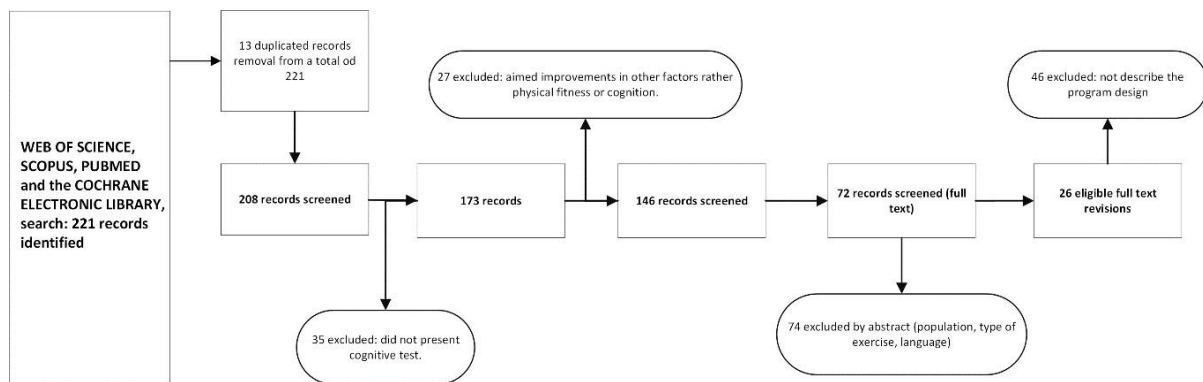 WEB OF SCIENCE,
SCOPUS, PUBMED
and the COCHRANE
ELECTRONIC LIBRARY,
search: 221 records
identified
13 duplicated records
removal from a total od
221
208 records screened
35 excluded: did not present
cognitive test.
173 records
27 excluded: aimed improvements in other factors rather
physical fitness or cognition.
146 records screened
72 records screened (full
text)
74 excluded by abstract (population, type of
exercise, language)
46 excluded: not describe the
program design
26 eligible full text
revisions